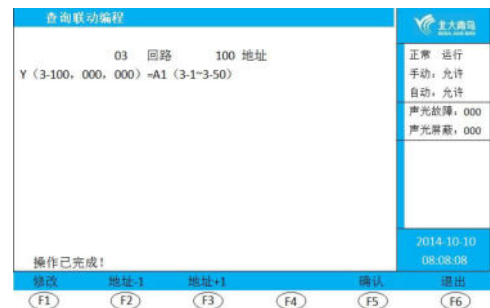 查询联动编程
北大青鸟
03 回路 100 地址
Y（3-100，000，000）=A1（3-1~3-50）
正常 运行
手动：允许
自动：允许
声光故障：000
声光屏蔽：000
2014-10-10
08:08:08
操作已完成！
修改 地址-1 地址+1 确认 退出
F1 F2 F3 F4 F5 F6